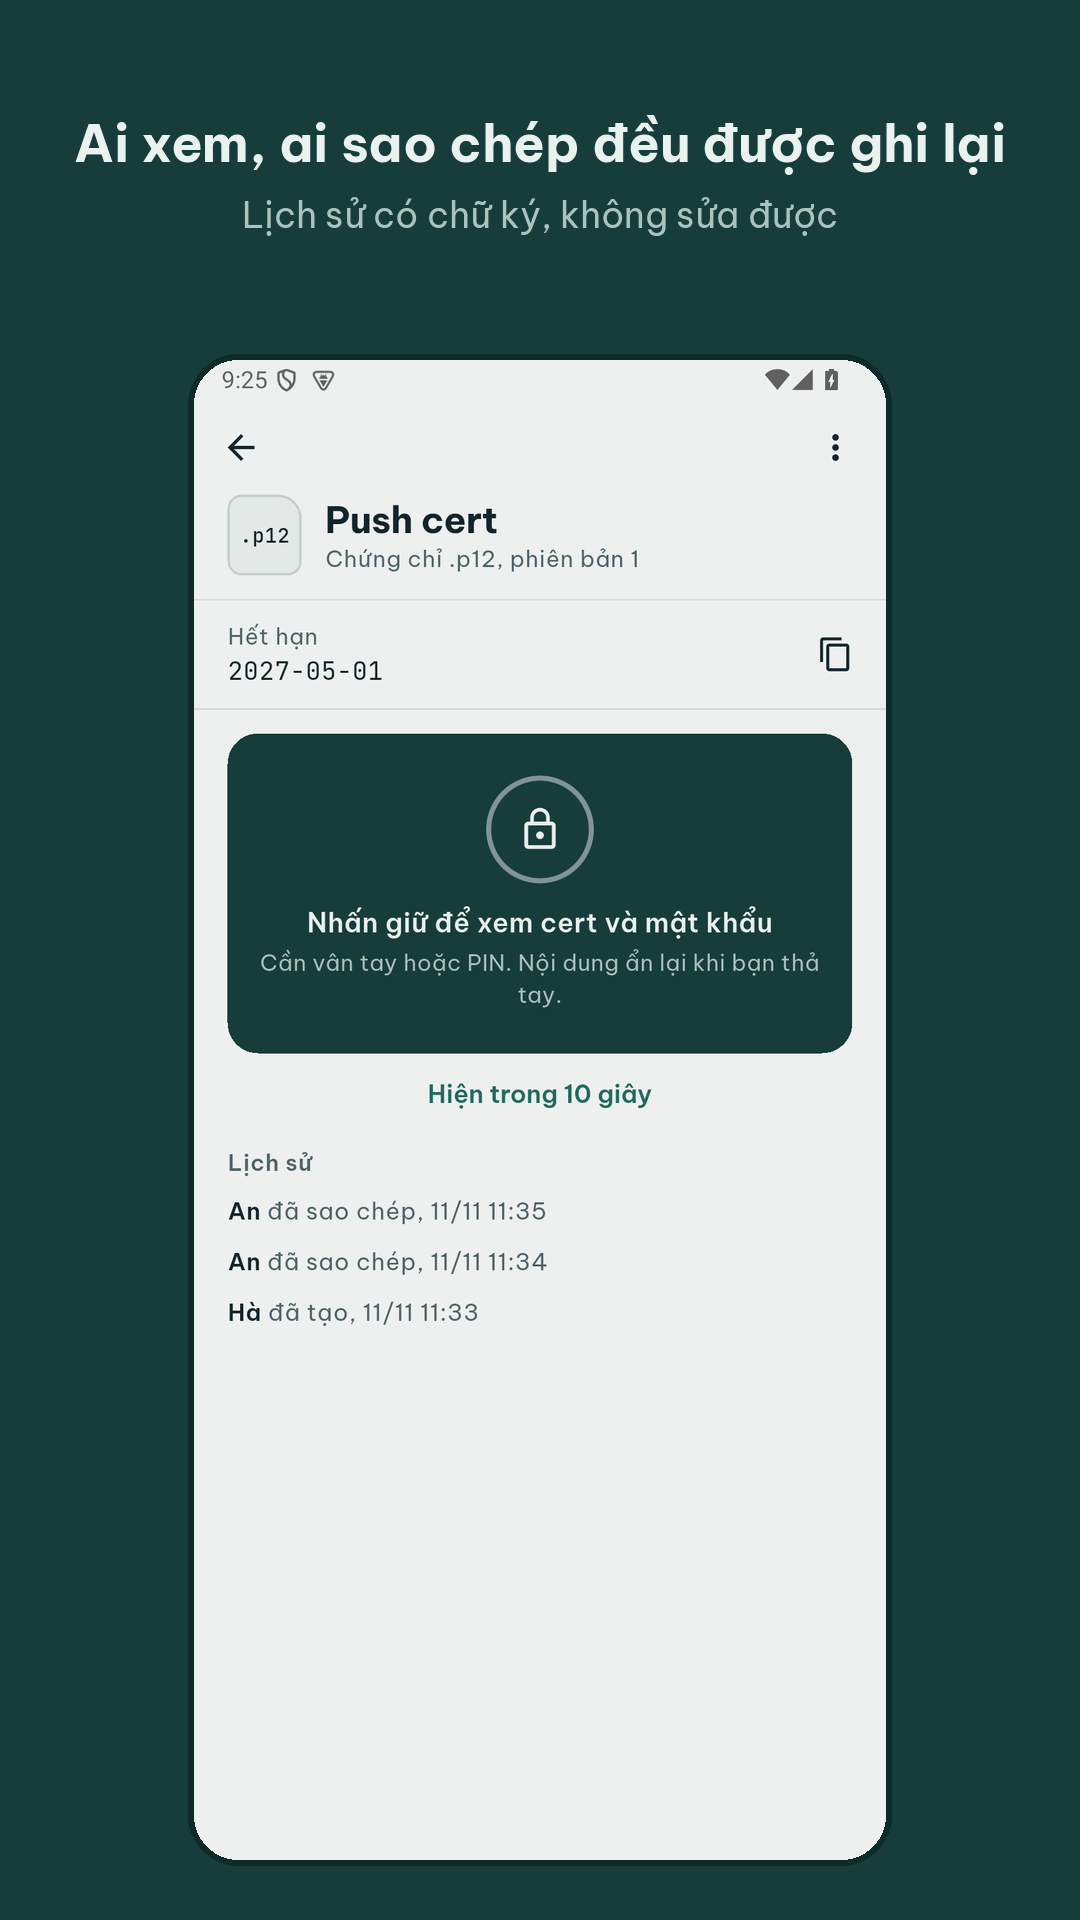 Ai xem, ai sao chép đều được ghi lại
Lịch sử có chữ ký, không sửa được
9:25
.p12
Push cert
Chứng chỉ .p12, phiên bản 1
Hết hạn
2027-05-01
Nhấn giữ để xem cert và mật khẩu
Cần vân tay hoặc PIN. Nội dung ẩn lại khi bạn thả
tay.
Hiện trong 10 giây
Lịch sử
An đã sao chép, 11/11 11:35
An đã sao chép, 11/11 11:34
Hà đã tạo, 11/11 11:33